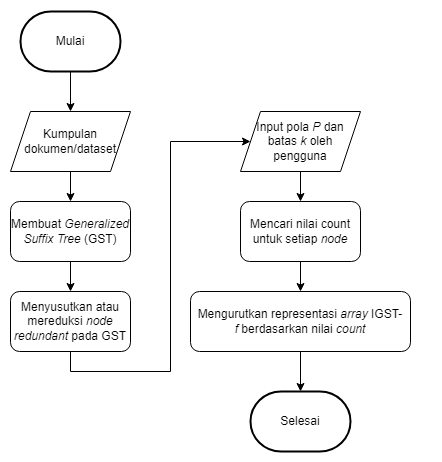 Mulai
Kumpulan
dokumen/dataset
Membuat Generalized
Suffix Tree (GST)
Menyusutkan atau
mereduksi node
redundant pada GST
Input pola P dan
batas k oleh
pengguna
Mencari nilai count
untuk setiap node
Mengurutkan representasi array IGST-
f berdasarkan nilai count
Selesai